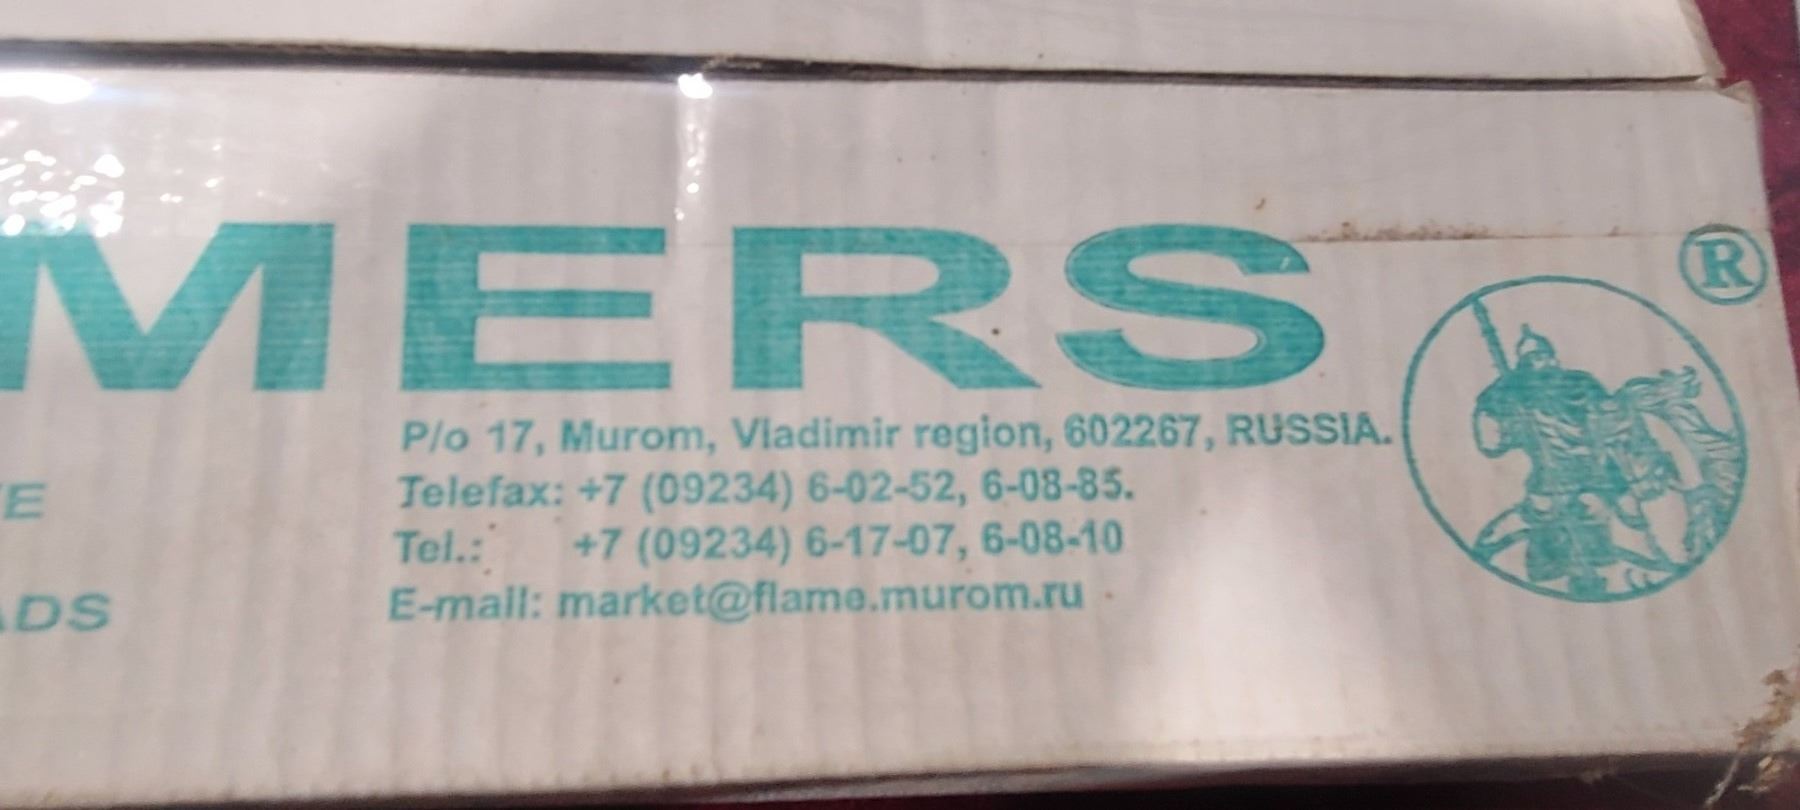 MERS
®
P/o 17, Murom, Vladimir region, 602267, RUSSIA.
Telefax: +7 (09234) 6-02-52, 6-08-85.
Tel.: +7 (09234) 6-17-07, 6-08-10
E-mail: market@flame.murom.ru
E
ADS